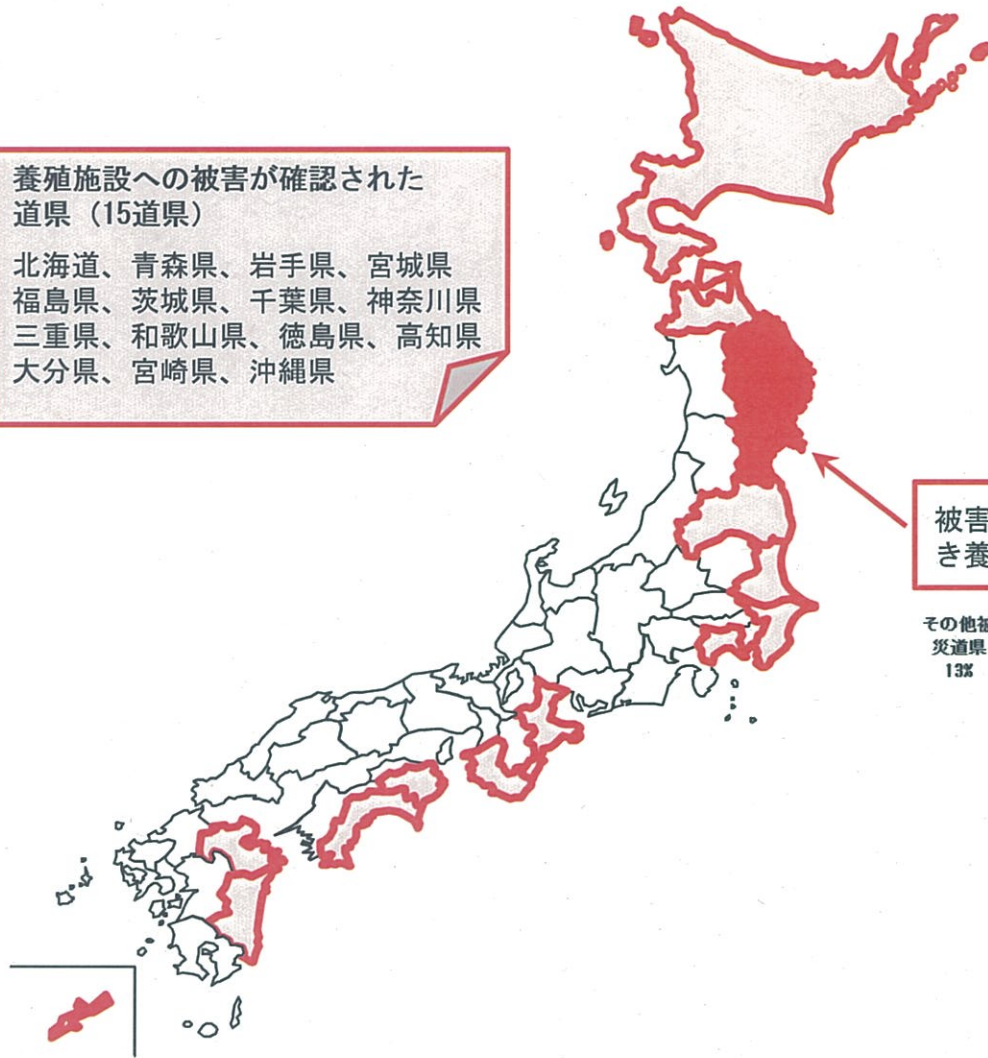 養殖施設への被害が確認された
道県（15道県）
北海道、青森県、岩手県、宮城県
福島県、茨城県、千葉県、神奈川県
三重県、和歌山県、徳島県、高知県
大分県、宮崎県、沖縄県
被害
き養
その他被
災道県
13%